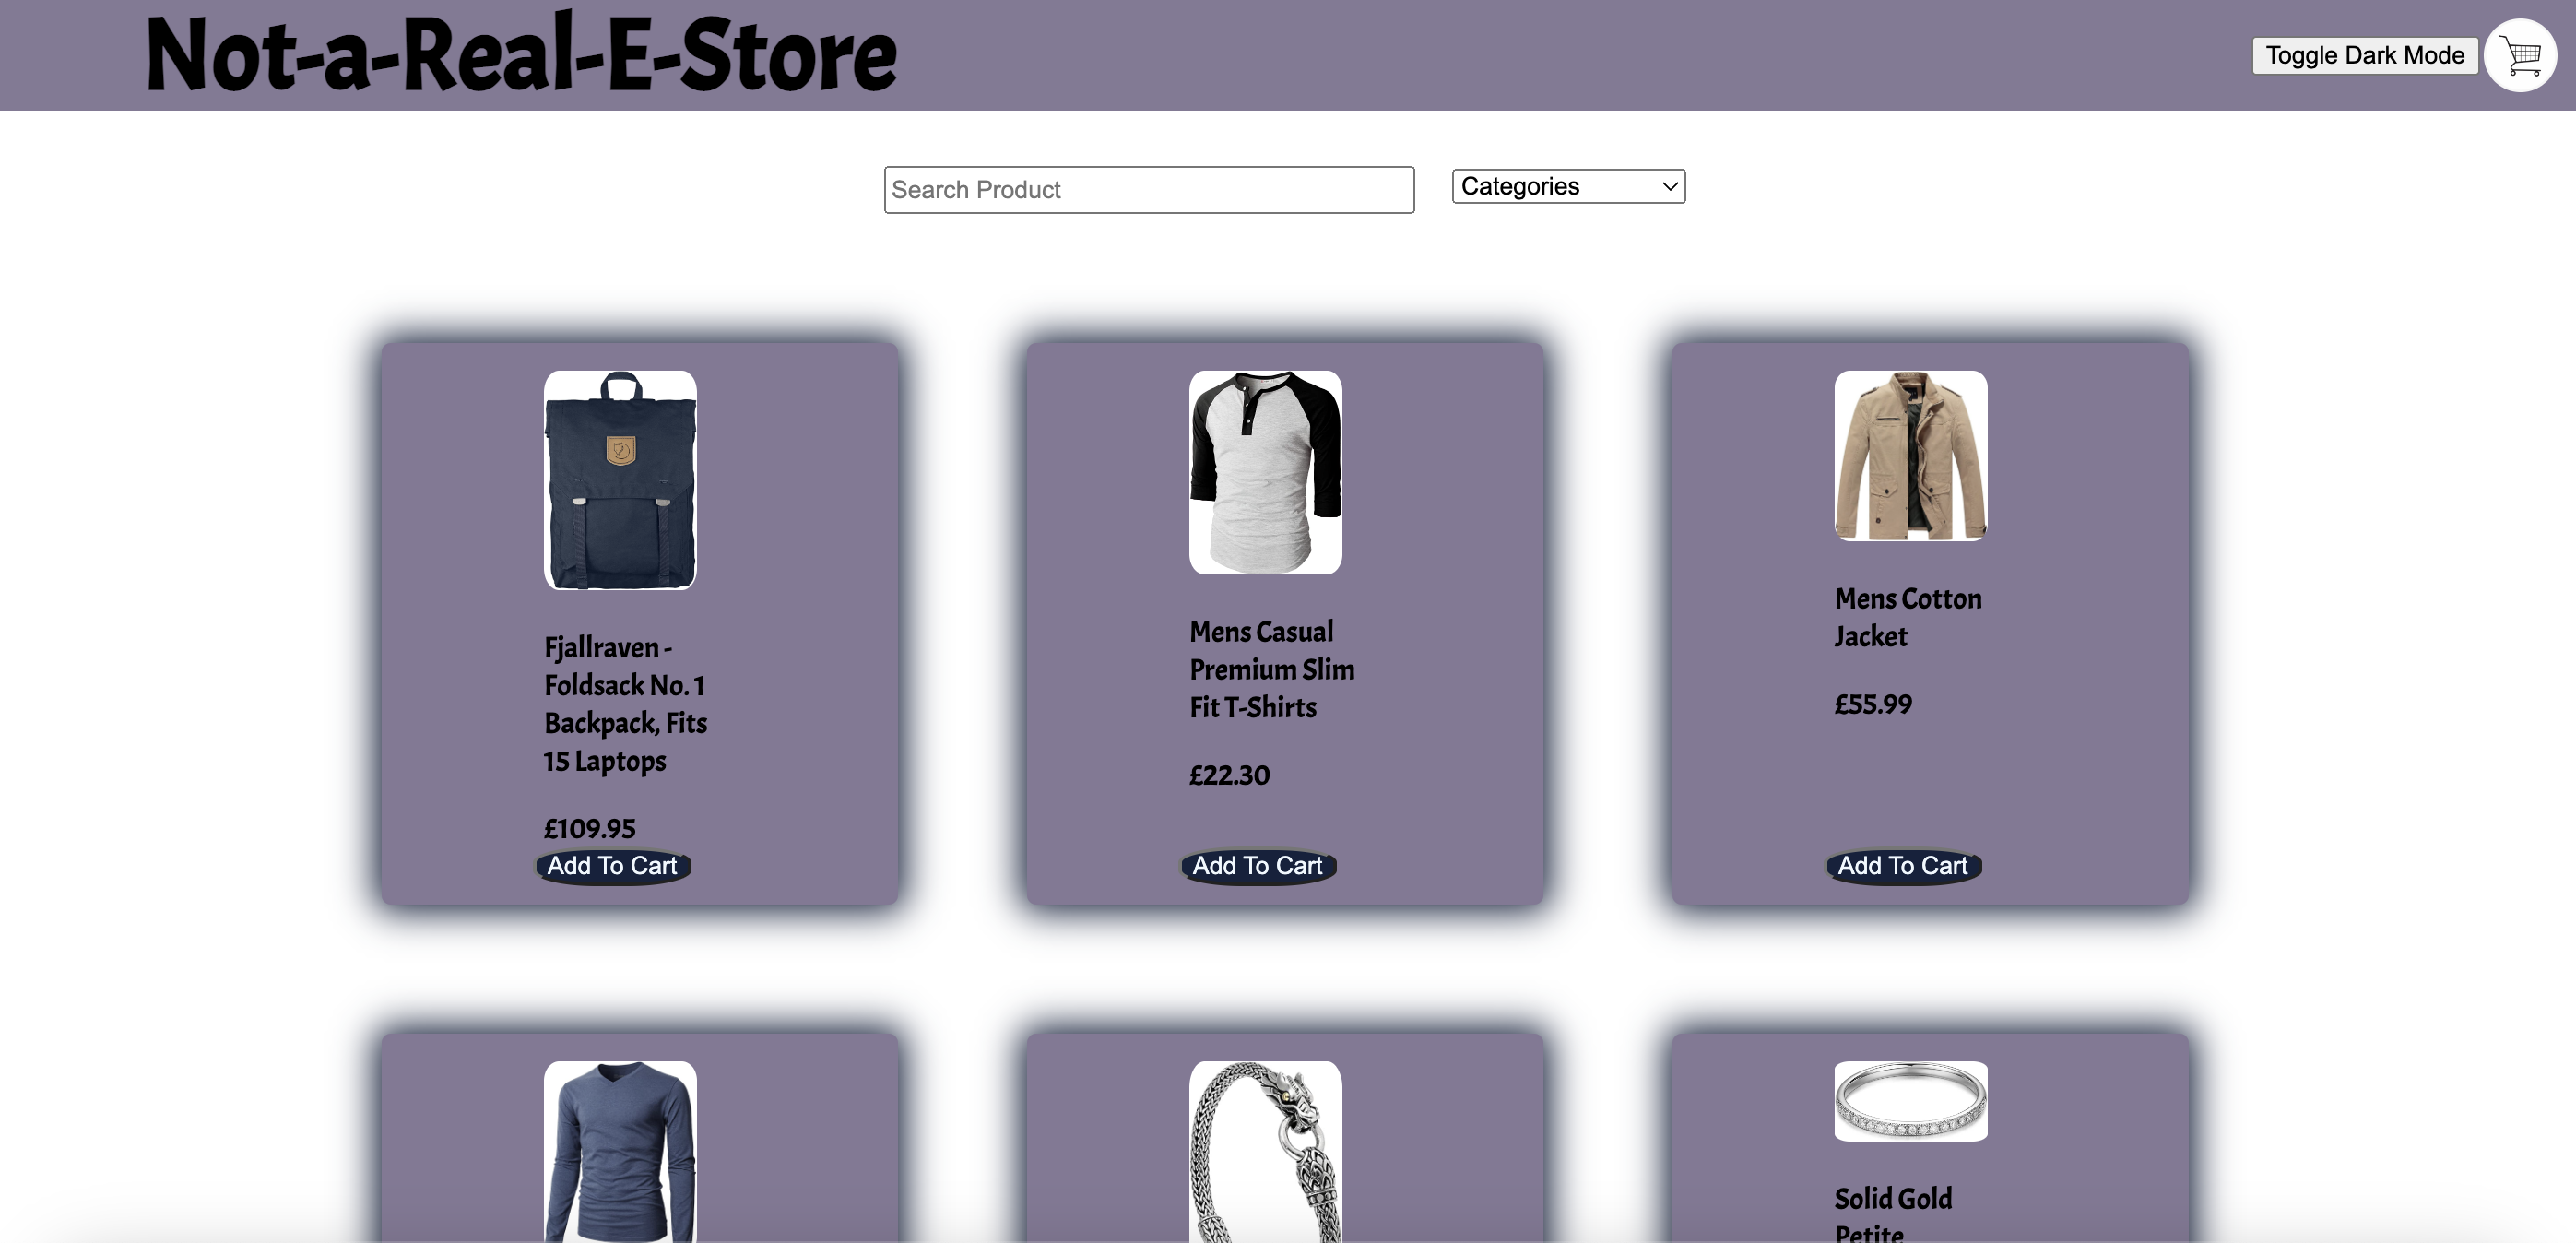 Not-a-Real-E-Store
Toggle Dark Mode
Search Product
Categories
Fjallraven -
Foldsack No. 1
Backpack, Fits
15 Laptops
£109.95
Add To Cart
Mens Casual
Premium Slim
Fit T-Shirts
£22.30
Add To Cart
Mens Cotton
Jacket
£55.99
Add To Cart
Solid Gold
Petite